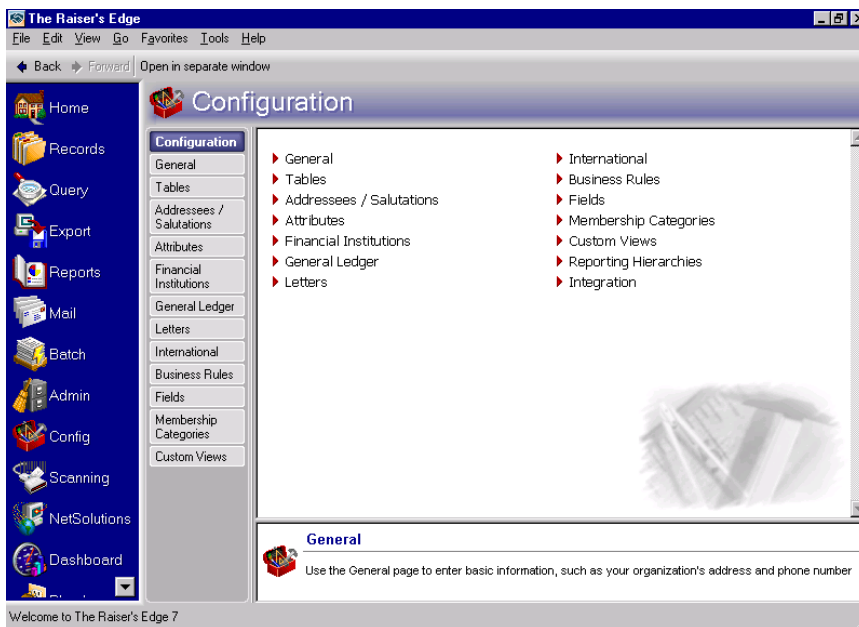 The Raiser's Edge
File Edit View Go Favorites Tools Help
Back Forward Open in separate window
Home
Records
Query
Export
Reports
Mail
Batch
Admin
Config
Scanning
NetSolutions
Dashboard
Configuration
Configuration
General
Tables
Addressees /
Salutations
Attributes
Financial
Institutions
General Ledger
Letters
International
Business Rules
Fields
Membership
Categories
Custom Views
General
Tables
Addressees / Salutations
Attributes
Financial Institutions
General Ledger
Letters
International
Business Rules
Fields
Membership Categories
Custom Views
Reporting Hierarchies
Integration
General
Use the General page to enter basic information, such as your organization's address and phone number
Welcome to The Raiser's Edge 7